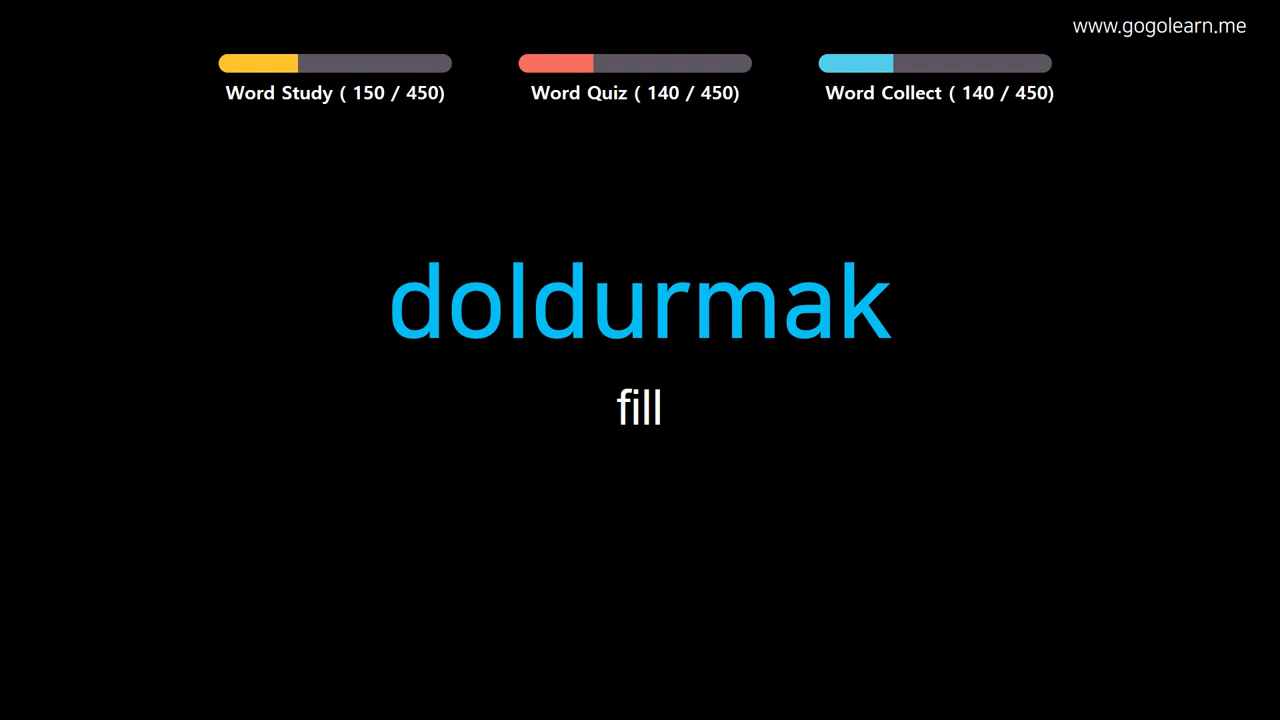 www.gogolearn.me
Word Study ( 150 / 450)
Word Quiz ( 140 / 450)
Word Collect ( 140 / 450)
doldurmak
fill